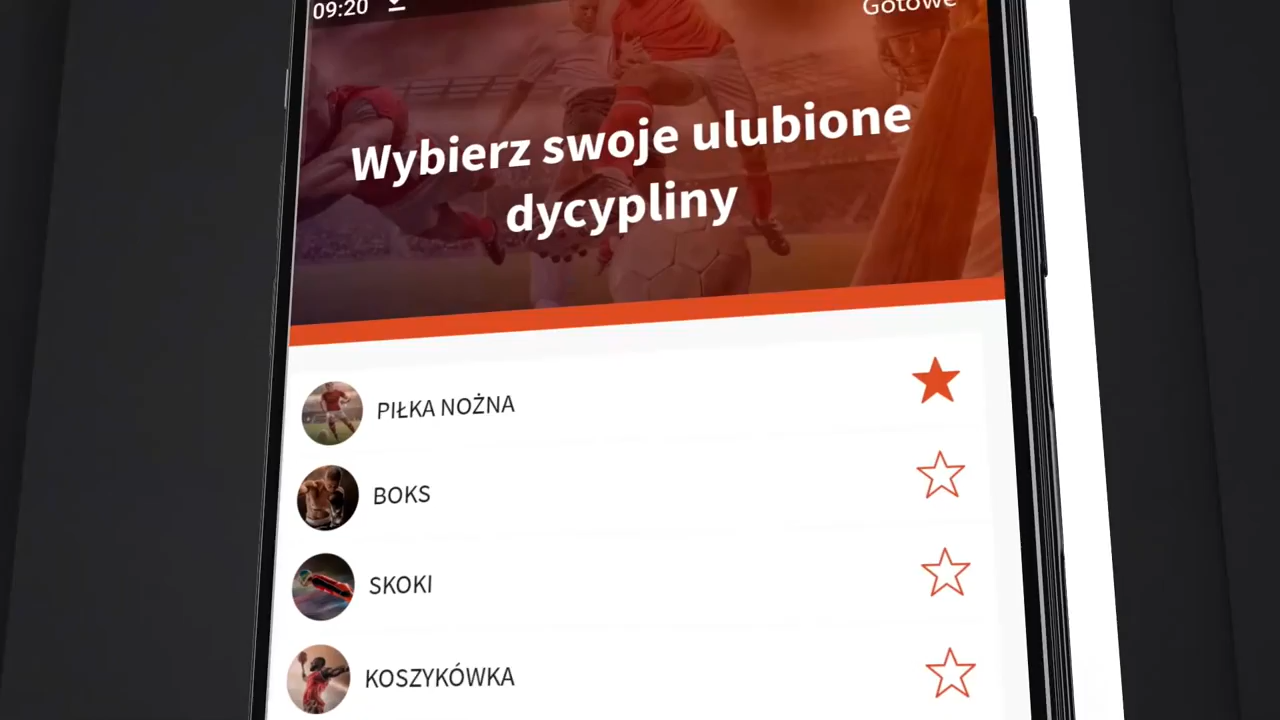 09:20
Gotowe
Wybierz swoje ulubione
dycypliny
PIŁKA NOŻNA
BOKS
SKOKI
KOSZYKÓWKA